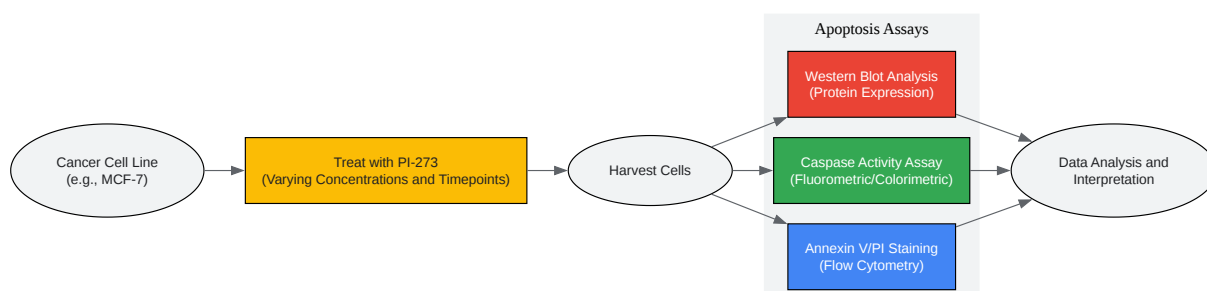 Apoptosis Assays
Cancer Cell Line
(e.g., MCF-7)
Treat with PI-273
(Varying Concentrations and Timepoints)
Harvest Cells
Western Blot Analysis
(Protein Expression)
Caspase Activity Assay
(Fluorometric/Colorimetric)
Annexin V/PI Staining
(Flow Cytometry)
Data Analysis and
Interpretation